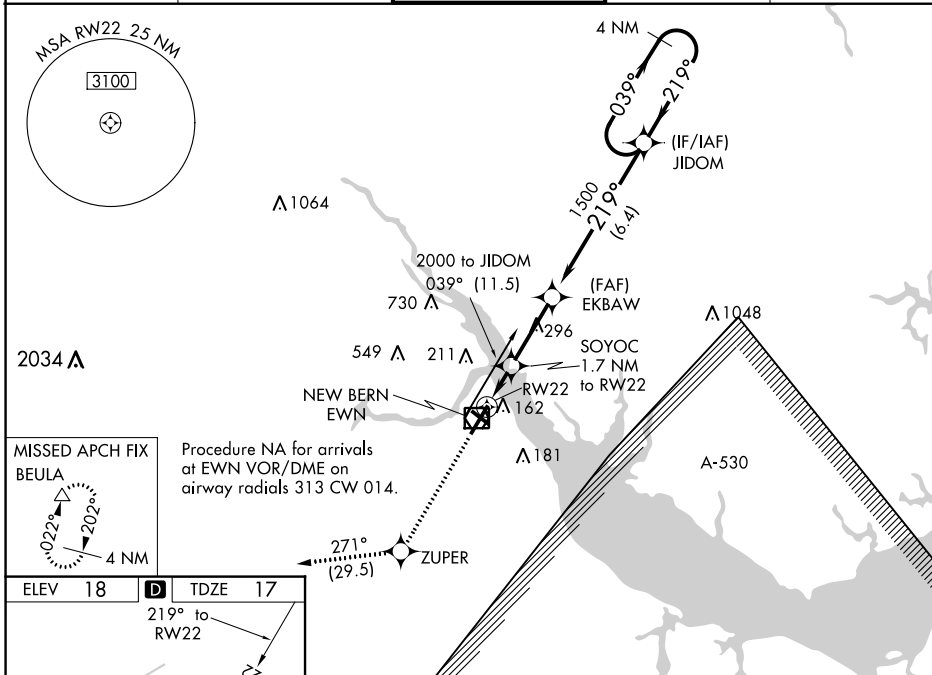 MSA RW22 25 NM
3100
4 NM
039°
219°
(IF/IAF)
JIDOM
1500
219°
(6.4)
1064
2000 to JIDOM
039° (11.5)
(FAF)
EKBAW
730
296
1048
2034
549
211
SOYOC
1.7 NM
to RW22
NEW BERN
EWN
RW22
162
MISSED APCH FIX
BEULA
022°
202°
4 NM
Procedure NA for arrivals
at EWN VOR/DME on
airway radials 313 CW 014.
181
A-530
271°
(29.5)
ZUPER
ELEV 18
D
TDZE 17
219° to
RW22